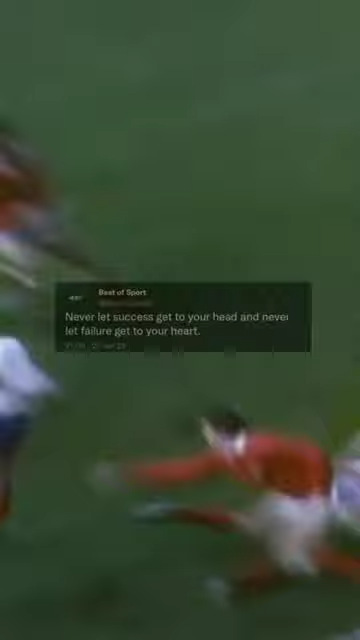 Best of Sport
Never let success get to your head and never
let failure get to your heart.